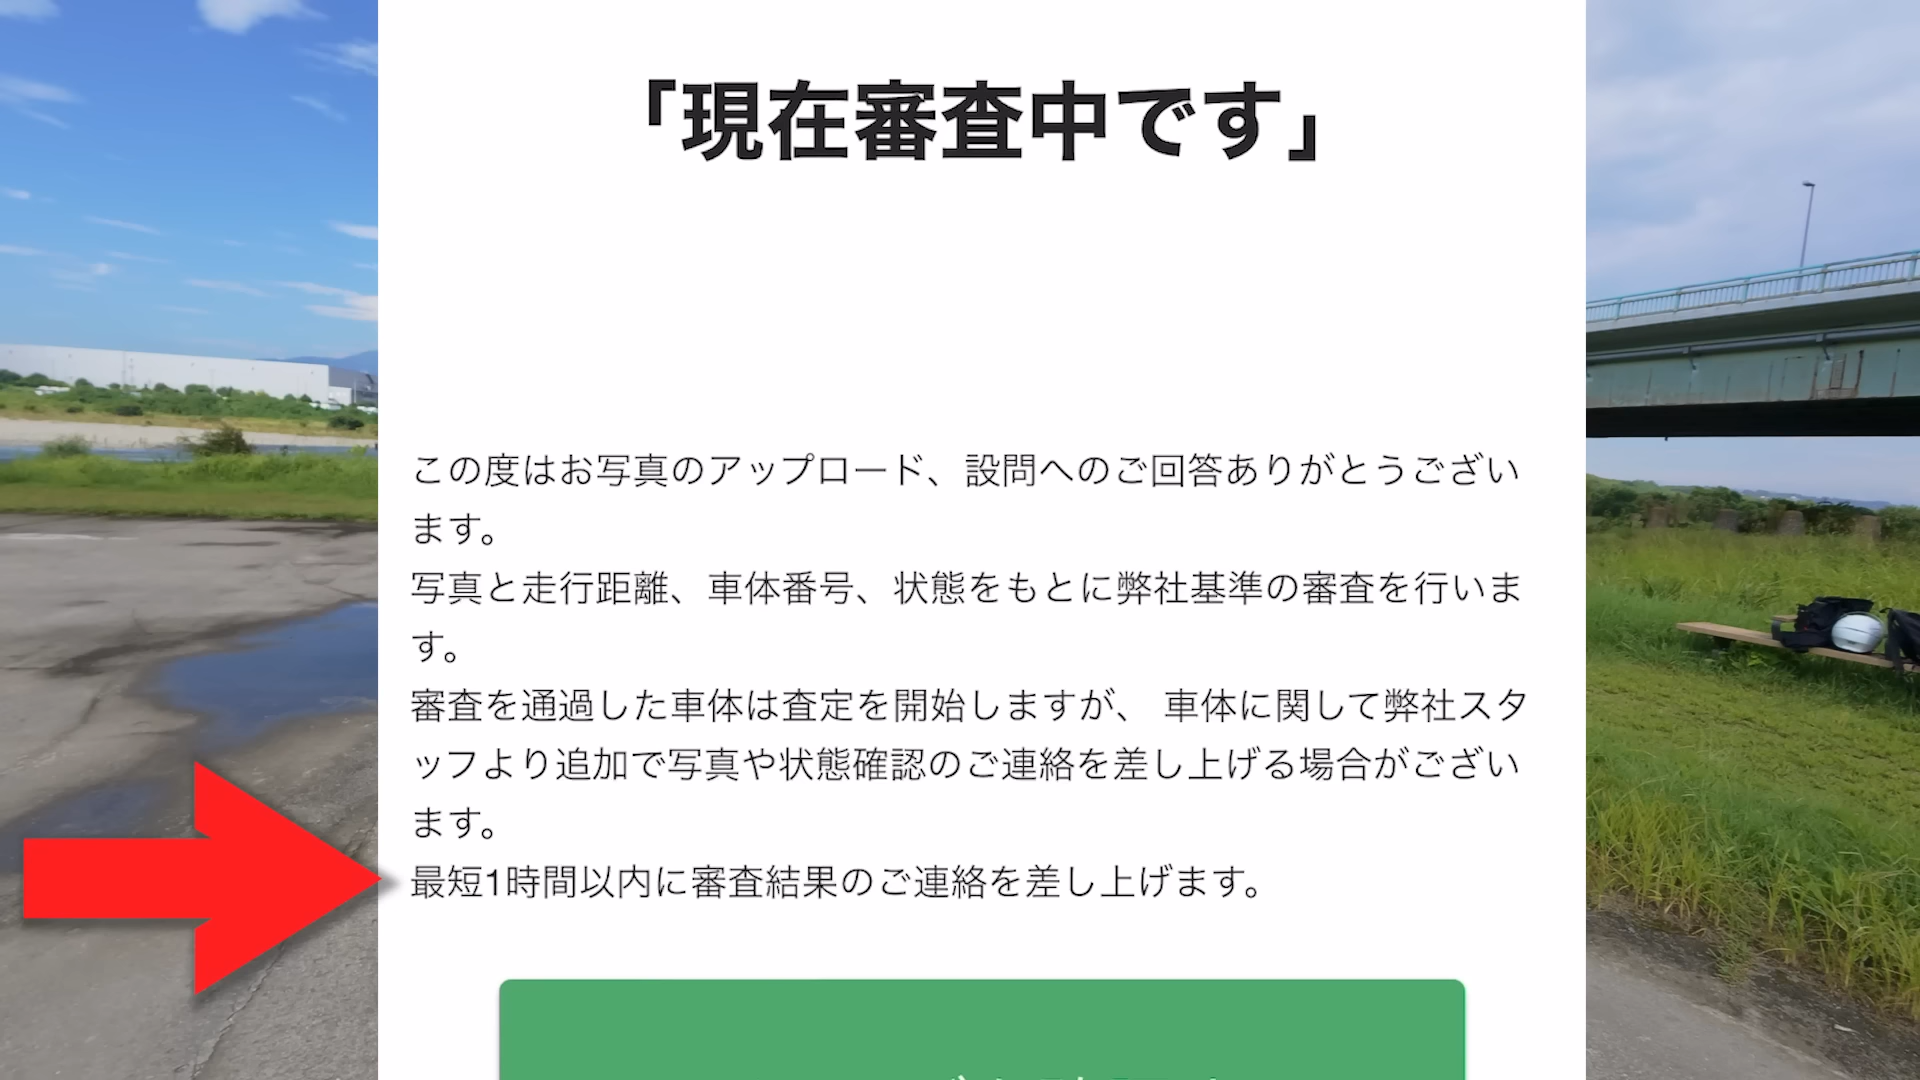 「現在審査中です」
この度はお写真のアップロード、設問へのご回答ありがとうござい
ます。
写真と走行距離、車体番号、状態をもとに弊社基準の審査を行いま
す。
審査を通過した車体は査定を開始しますが、 車体に関して弊社スタ
ッフより追加で写真や状態確認のご連絡を差し上げる場合がござい
ます。
最短1時間以内に審査結果のご連絡を差し上げます。